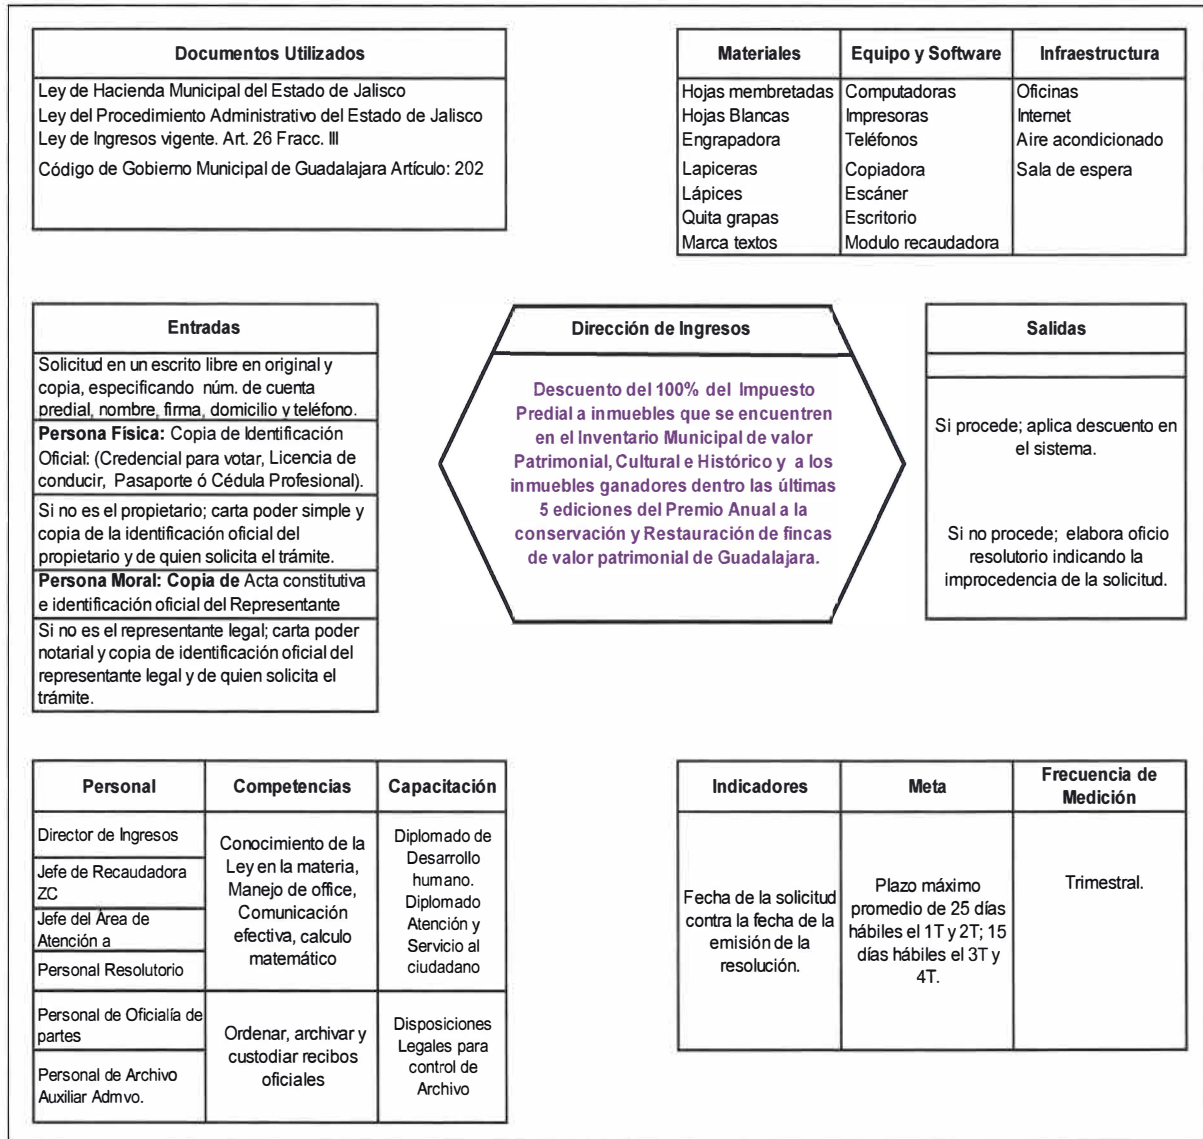 Documentos Utilizados
Ley de Hacienda Municipal del Estado de Jalisco
Ley del Procedimiento Administrativo del Estado de Jalisco
Ley de Ingresos vigente. Art. 26 Fracc. III
Código de Gobierno Municipal de Guadalajara Artículo: 202
Materiales
Hojas membretadas
Hojas Blancas
Engrapadora
Lapiceras
Lápices
Quita grapas
Marca textos
Equipo y Software
Computadoras
Impresoras
Teléfonos
Copiadora
Escáner
Escritorio
Modulo recaudadora
Infraestructura
Oficinas
Internet
Aire acondicionado
Sala de espera
Entradas
Solicitud en un escrito libre en original y
copia, especificando núm. de cuenta
predial, nombre, firma, domicilio y teléfono.
Persona Física: Copia de Identificación
Oficial: (Credencial para votar, Licencia de
conducir, Pasaporte ó Cédula Profesional).
Si no es el propietario; carta poder simple y
copia de la identificación oficial del
propietario y de quien solicita el trámite.
Persona Moral: Copia de Acta constitutiva
e identificación oficial del Representante
Si no es el representante legal; carta poder
notarial y copia de identificación oficial del
representante legal y de quien solicita el
trámite.
Dirección de Ingresos
Descuento del 100% del Impuesto
Predial a inmuebles que se encuentren
en el Inventario Municipal de valor
Patrimonial, Cultural e Histórico y a los
inmuebles ganadores dentro las últimas
5 ediciones del Premio Anual a la
conservación y Restauración de fincas
de valor patrimonial de Guadalajara.
Salidas
Si procede; aplica descuento en
el sistema.
Si no procede; elabora oficio
resolutorio indicando la
improcedencia de la solicitud.
Personal
Director de Ingresos
Jefe de Recaudadora
ZC
Jefe del Área de
Atención a
Personal Resolutorio
Personal de Oficialía de
partes
Personal de Archivo
Auxiliar Admvo.
Competencias
Conocimiento de la
Ley en la materia,
Manejo de office,
Comunicación
efectiva, calculo
matemático
Ordenar, archivar y
custodiar recibos
oficiales
Capacitación
Diplomado de
Desarrollo
humano.
Diplomado
Atención y
Servicio al
ciudadano
Disposiciones
Legales para
control de
Archivo
Indicadores
Fecha de la solicitud
contra la fecha de la
emisión de la
resolución.
Meta
Plazo máximo
promedio de 25 días
hábiles el 1T y 2T; 15
días hábiles el 3T y
4T.
Frecuencia de
Medición
Trimestral.